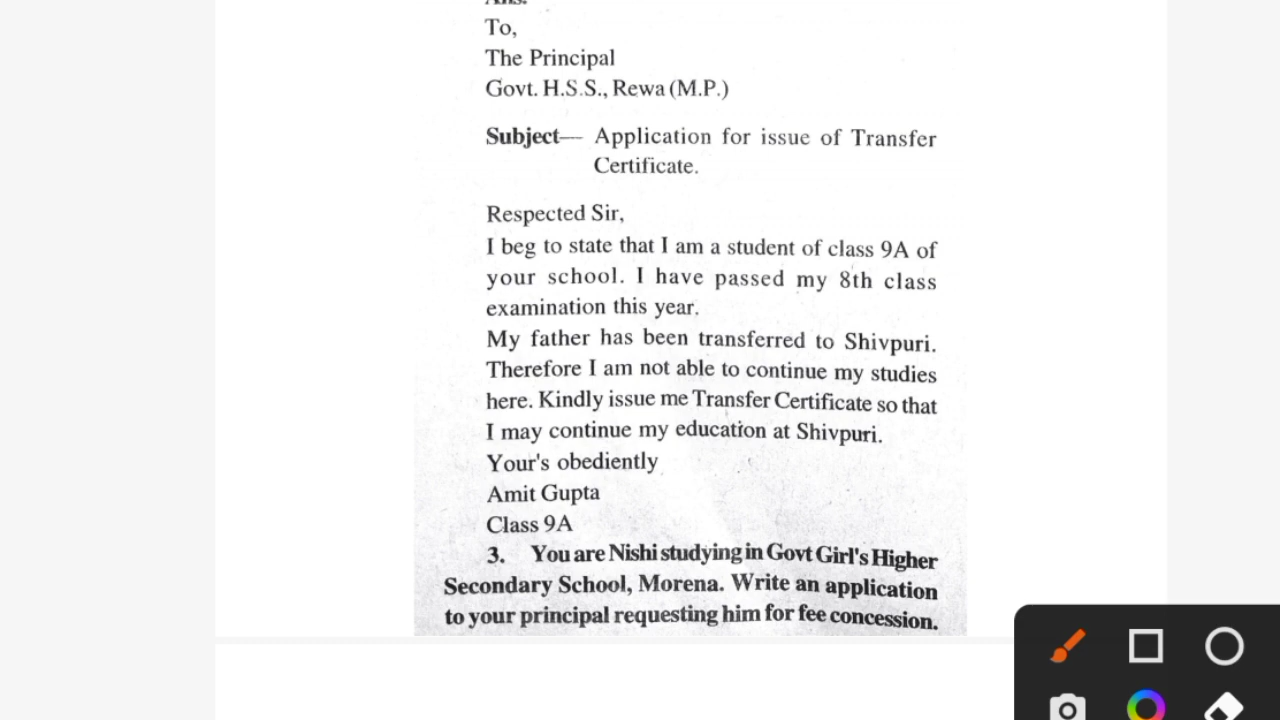 Ans.
To,
The Principal
Govt. H.S.S., Rewa (M.P.)
Subject— Application for issue of Transfer
Certificate.
Respected Sir,
I beg to state that I am a student of class 9A of
your school. I have passed my 8th class
examination this year.
My father has been transferred to Shivpuri.
Therefore I am not able to continue my studies
here. Kindly issue me Transfer Certificate so that
I may continue my education at Shivpuri.
Your's obediently
Amit Gupta
Class 9A
3. You are Nishi studying in Govt Girl's Higher
Secondary School, Morena. Write an application
to your principal requesting him for fee concession.